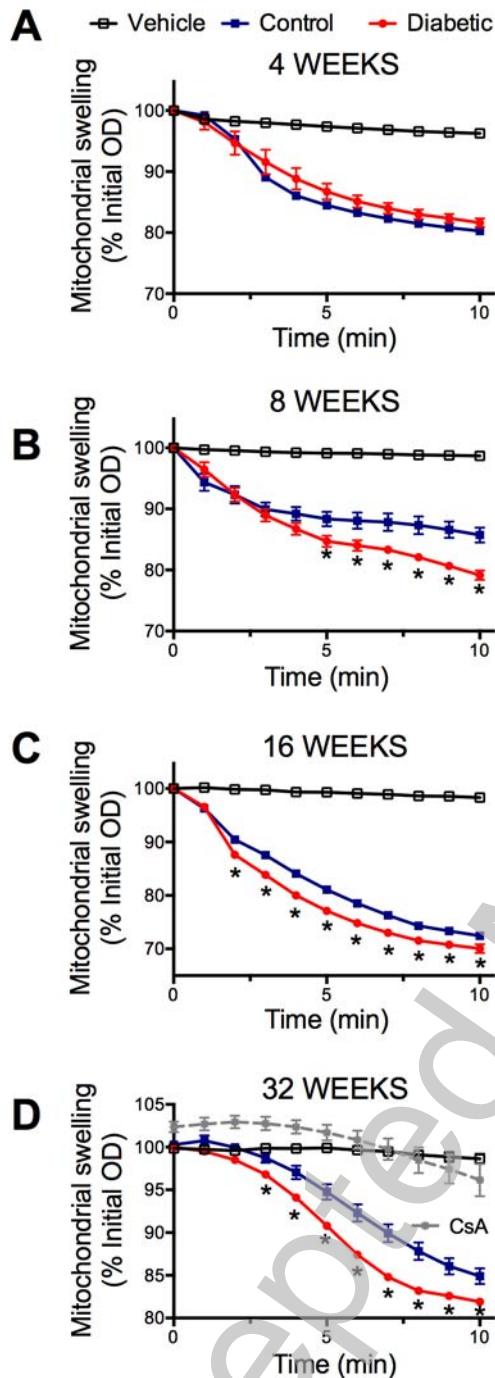 A
Vehicle Control Diabetic
4 WEEKS
Mitochondrial swelling
(% Initial OD)
100
90
80
70
0 5 10
Time (min)
B
8 WEEKS
Mitochondrial swelling
(% Initial OD)
100
90
80
70
* * * * * *
0 5 10
Time (min)
C
16 WEEKS
Mitochondrial swelling
(% Initial OD)
100
90
80
70
* * * * * * * * *
0 5 10
Time (min)
D
32 WEEKS
Mitochondrial swelling
(% Initial OD)
105
100
95
90
85
80
CsA
* * * * * * * *
0 5 10
Time (min)
epted